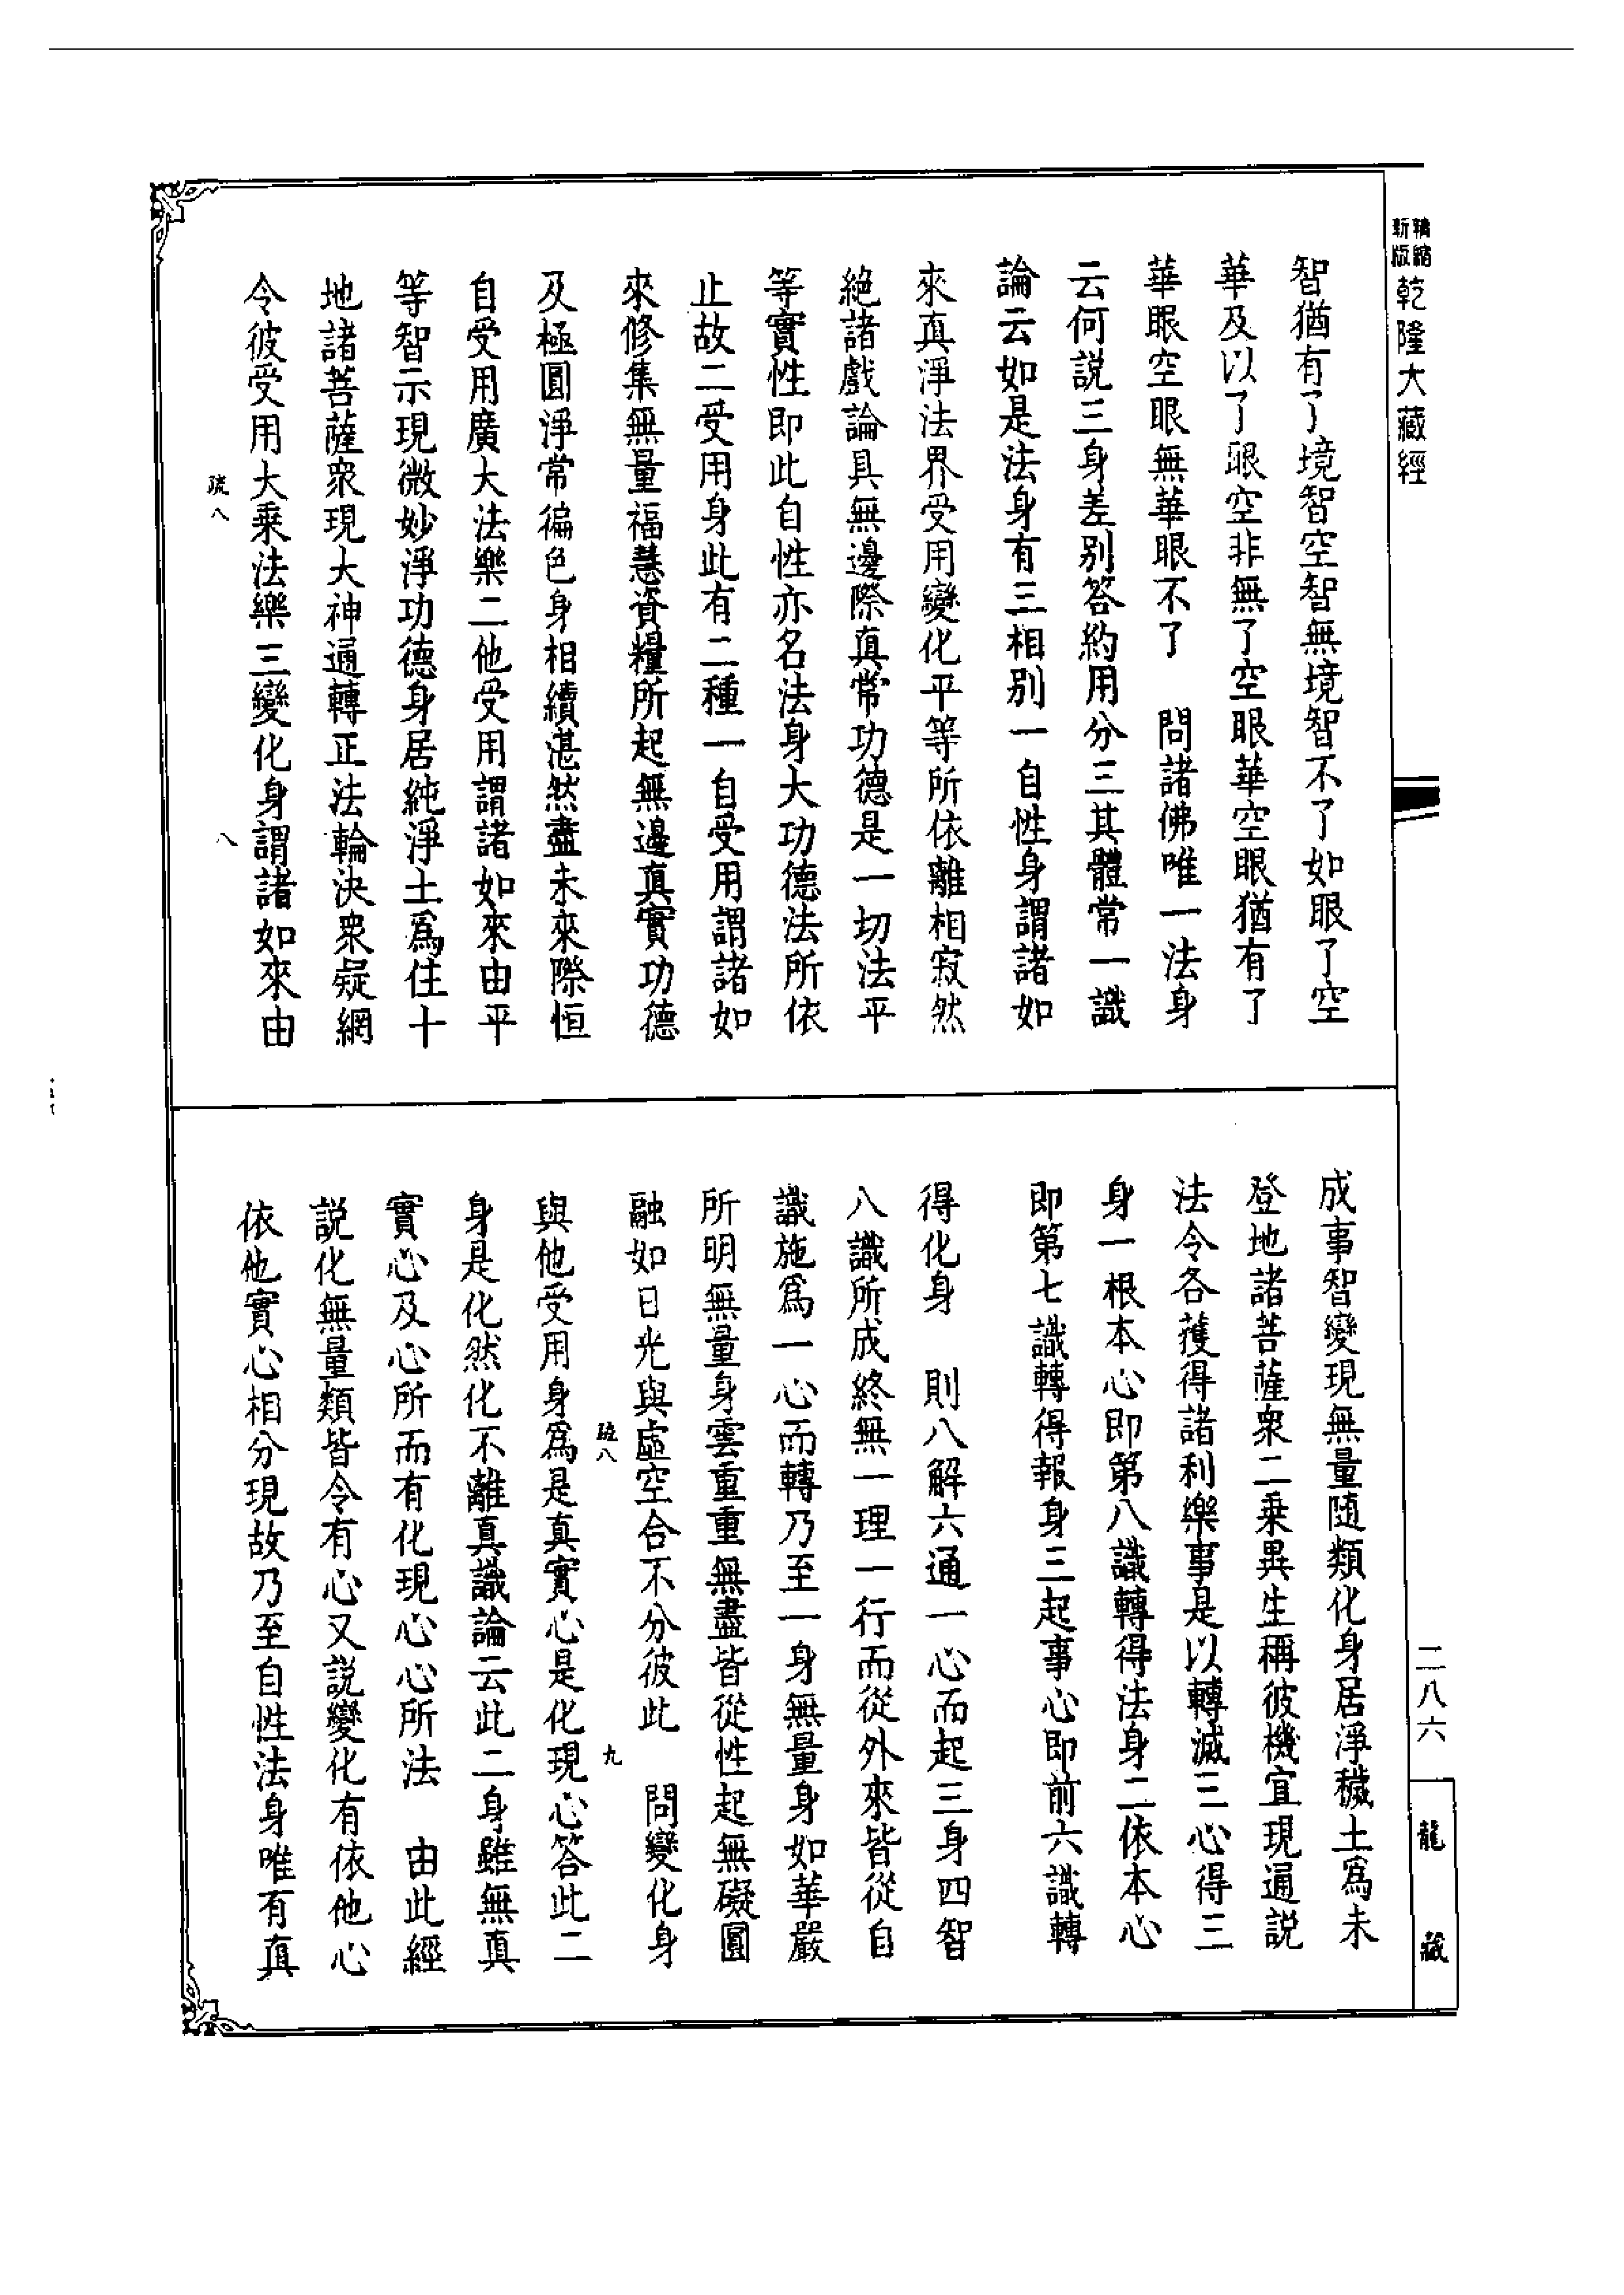 新版精縮
乾隆大藏經
智猶有了境智空智無境智不了如眼了空
華及以了眼空非無了空眼華空眼猶有了
華眼空眼無華眼不了　問諸佛唯一法身
云何說三身差別答約用分三其體常一識
論云如是法身有三相別一自性身謂諸如
來真淨法界受用變化平等所依離相寂然
絕諸戲論具無邊際真常功德是一切法平
等實性即此自性亦名法身大功德法所依
止故二受用身此有二種一自受用謂諸如
來修集無量福慧資糧所起無邊真實功德
及極圓淨常徧色身相續湛然盡未來際恒
自受用廣大法樂二他受用謂諸如來由平
等智示現微妙淨功德身居純淨土爲住十
地諸菩薩衆現大神通轉正法輪決衆疑網
令彼受用大乘法樂三變化身謂諸如來由
疏八　八
成事智變現無量随類化身居淨穢土爲未
登地諸菩薩衆二乘異生稱彼機宜現通説
法令各獲得諸利樂事是以轉滅三心得三
身一根本心即第八識轉得法身二依本心
即第七識轉得報身三起事心即前六識轉
得化身　則八解六通一心而起三身四智
八識所成終無一理一行而從外來皆從自
識施爲一心而轉乃至一身無量身如華嚴
所明無量身雲重重無盡皆從性起無礙圓
融如日光與虛空合不分彼此　問變化身
疏八　九
與他受用身爲是真實心是化現心答此二
身是化然化不離真識論云此二身雖無真
實心及心所而有化現心心所法　由此經
説化無量類皆令有心又説變化有依他心
依他實心相分現故乃至自性法身唯有真
二八六
龍藏